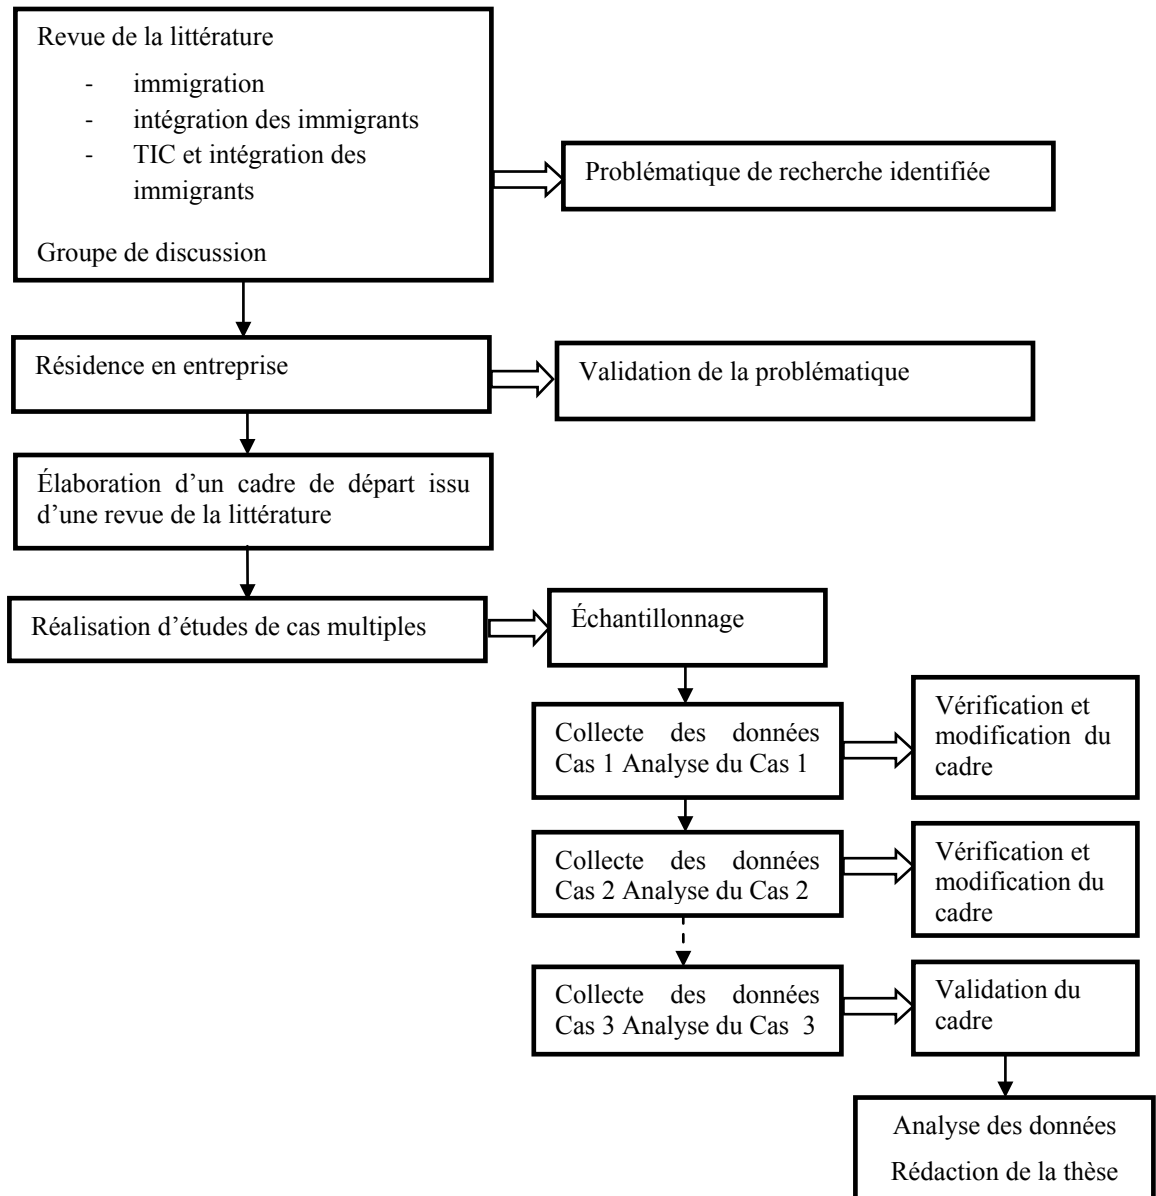 Revue de la littérature
- immigration
- intégration des immigrants
- TIC et intégration des
immigrants
Groupe de discussion
Problématique de recherche identifiée
Résidence en entreprise
Validation de la problématique
Élaboration d’un cadre de départ issu
d’une revue de la littérature
Réalisation d’études de cas multiples
Échantillonnage
Collecte des données
Cas 1 Analyse du Cas 1
Vérification et
modification du
cadre
Collecte des données
Cas 2 Analyse du Cas 2
Vérification et
modification du
cadre
Collecte des données
Cas 3 Analyse du Cas 3
Validation du
cadre
Analyse des données
Rédaction de la thèse